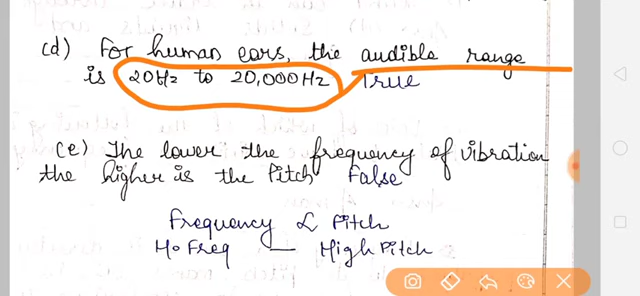 (d) For human ears, the audible range
is 20Hz to 20,000Hz True
(e) The lower the frequency of vibration
the higher is the Pitch False
Frequency ∝ Pitch
Ho Freq — High Pitch